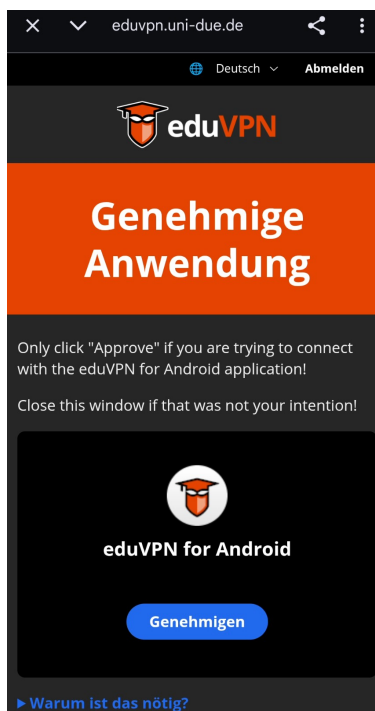 eduvpn.uni-due.de
Deutsch
Abmelden
eduVPN
Genehmige
Anwendung
Only click "Approve" if you are trying to connect
with the eduVPN for Android application!
Close this window if that was not your intention!
eduVPN for Android
Genehmigen
Warum ist das nötig?